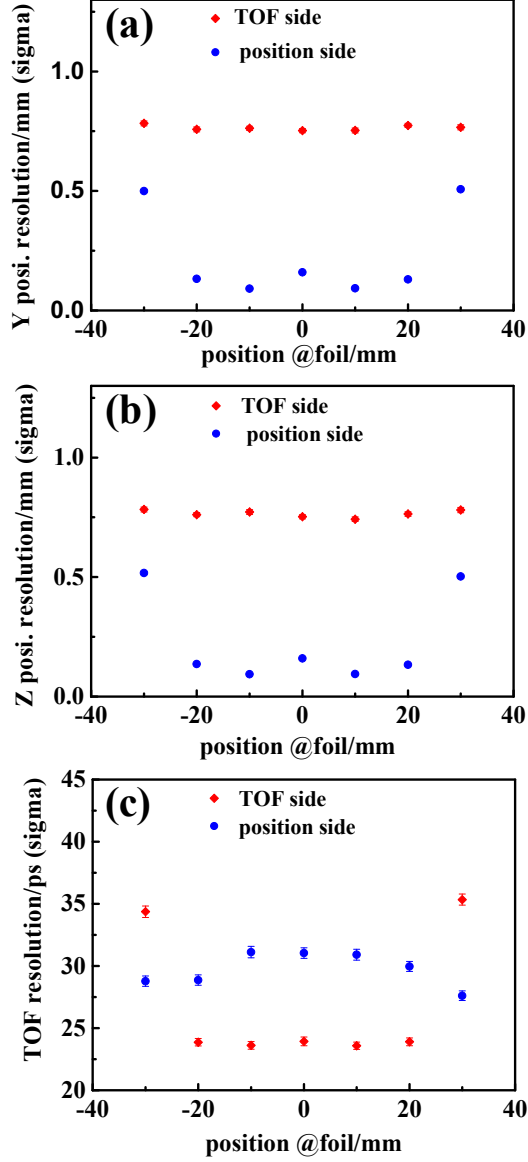 (a)
TOF side
position side
Y posi. resolution/mm (sigma)
1.0
0.5
0.0
-40 -20 0 20 40
position @foil/mm
(b)
TOF side
position side
Z posi. resolution/mm (sigma)
1.0
0.5
0.0
-40 -20 0 20 40
position @foil/mm
(c)
TOF side
position side
TOF resolution/ps (sigma)
45
40
35
30
25
20
-40 -20 0 20 40
position @foil/mm